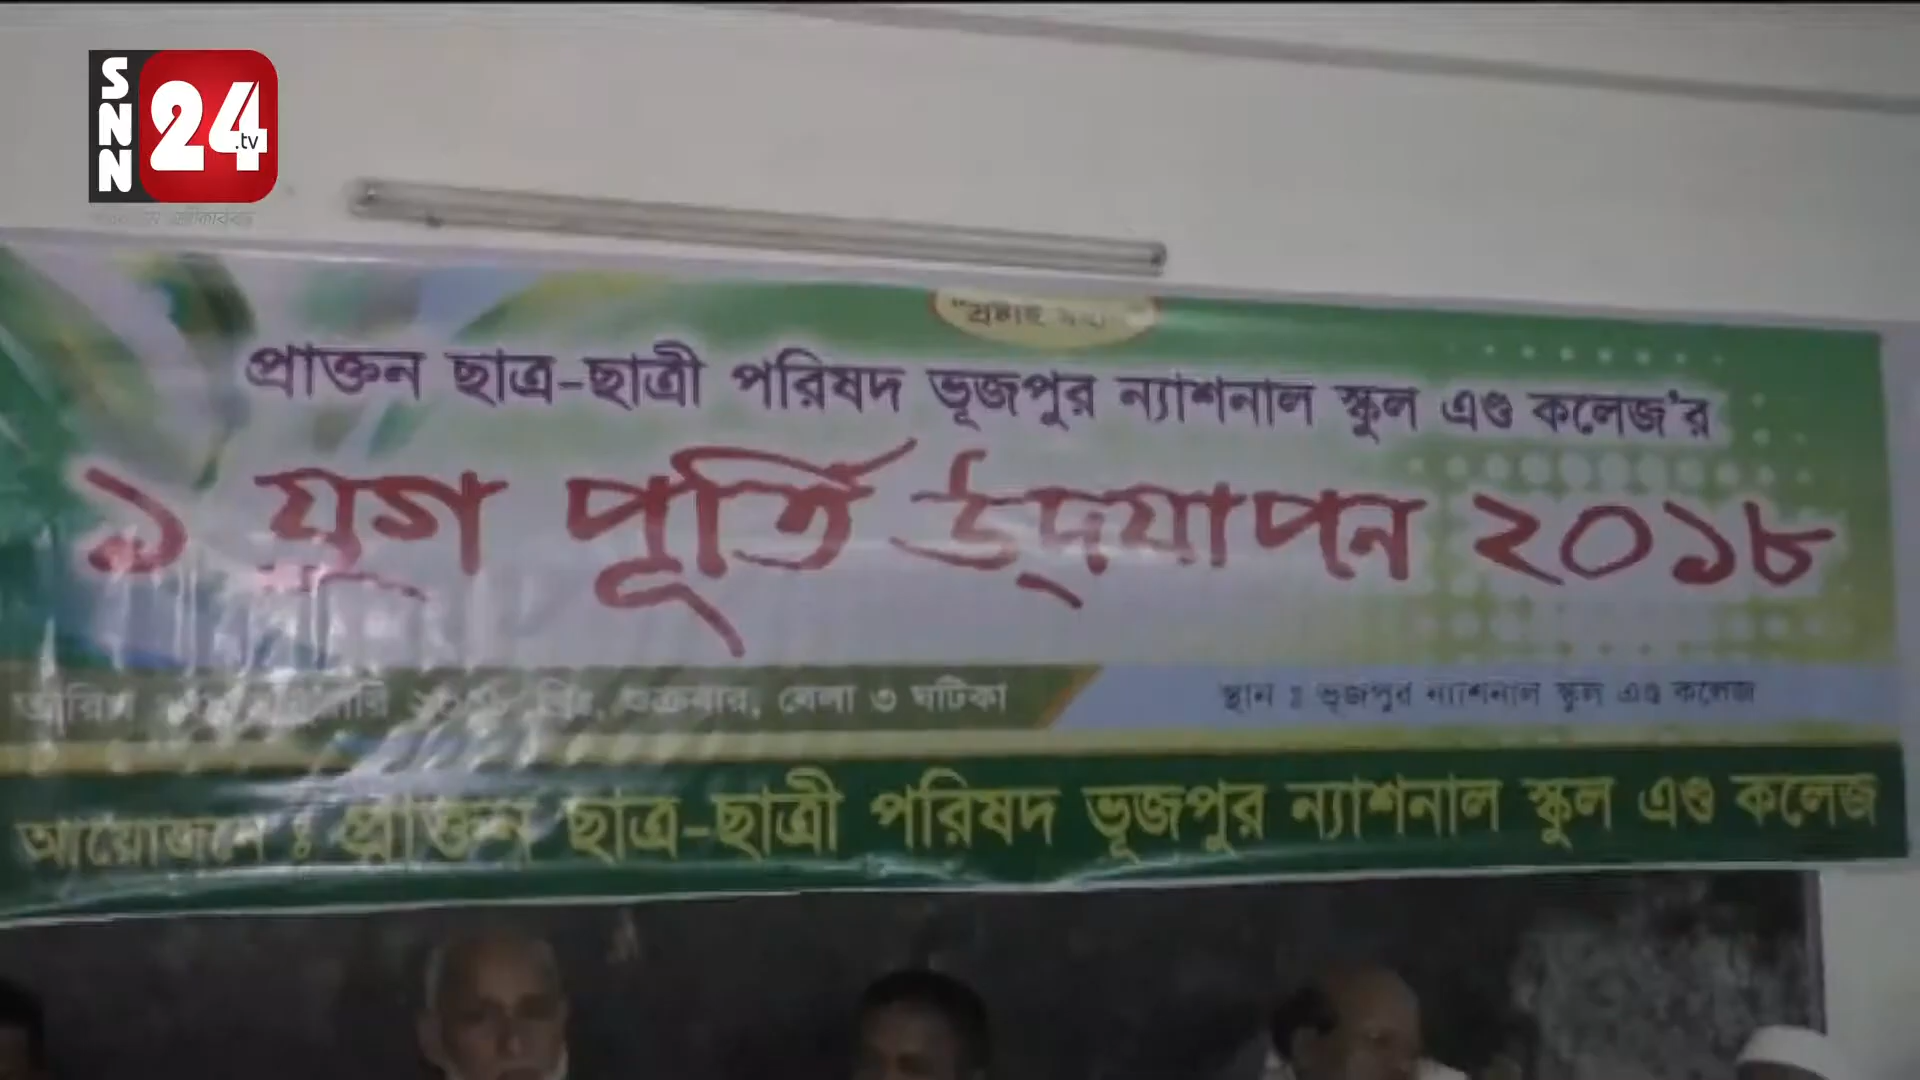 SNN
24
.tv
প্রাক্তন ছাত্র-ছাত্রী পরিষদ ভূজপুর ন্যাশনাল স্কুল এণ্ড কলেজ'র
১ যুগ পূর্তি উদ্‌যাপন ২০১৮
তারিখ শুক্রবার, বেলা ৩ ঘটিকা
স্থান ঃ ভূজপুর ন্যাশনাল স্কুল এণ্ড কলেজ
আয়োজনে ঃ প্রাক্তন ছাত্র-ছাত্রী পরিষদ ভূজপুর ন্যাশনাল স্কুল এণ্ড কলেজ